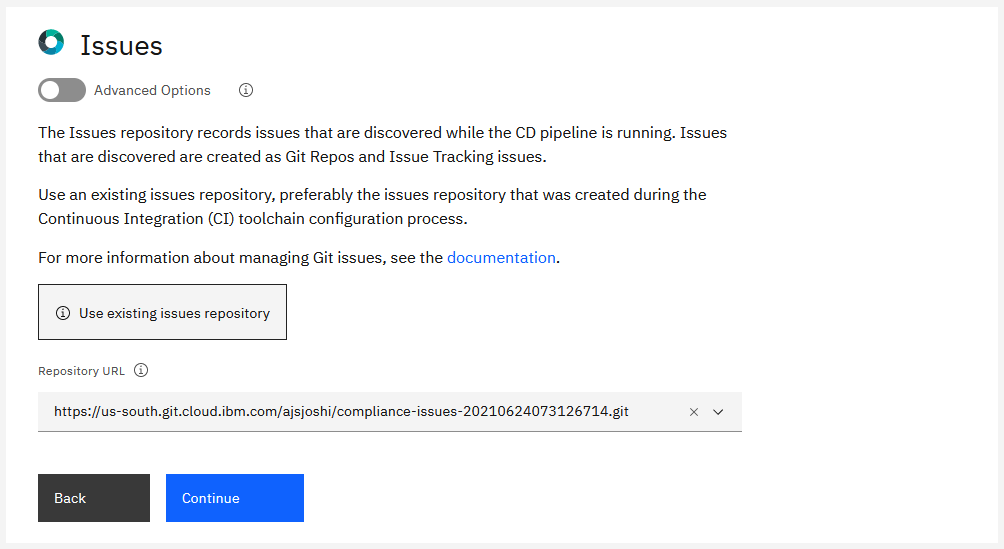 Issues
Advanced Options
The Issues repository records issues that are discovered while the CD pipeline is running. Issues
that are discovered are created as Git Repos and Issue Tracking issues.
Use an existing issues repository, preferably the issues repository that was created during the
Continuous Integration (CI) toolchain configuration process.
For more information about managing Git issues, see the documentation.
Use existing issues repository
Repository URL
https://us-south.git.cloud.ibm.com/ajsjoshi/compliance-issues-20210624073126714.git
Back
Continue